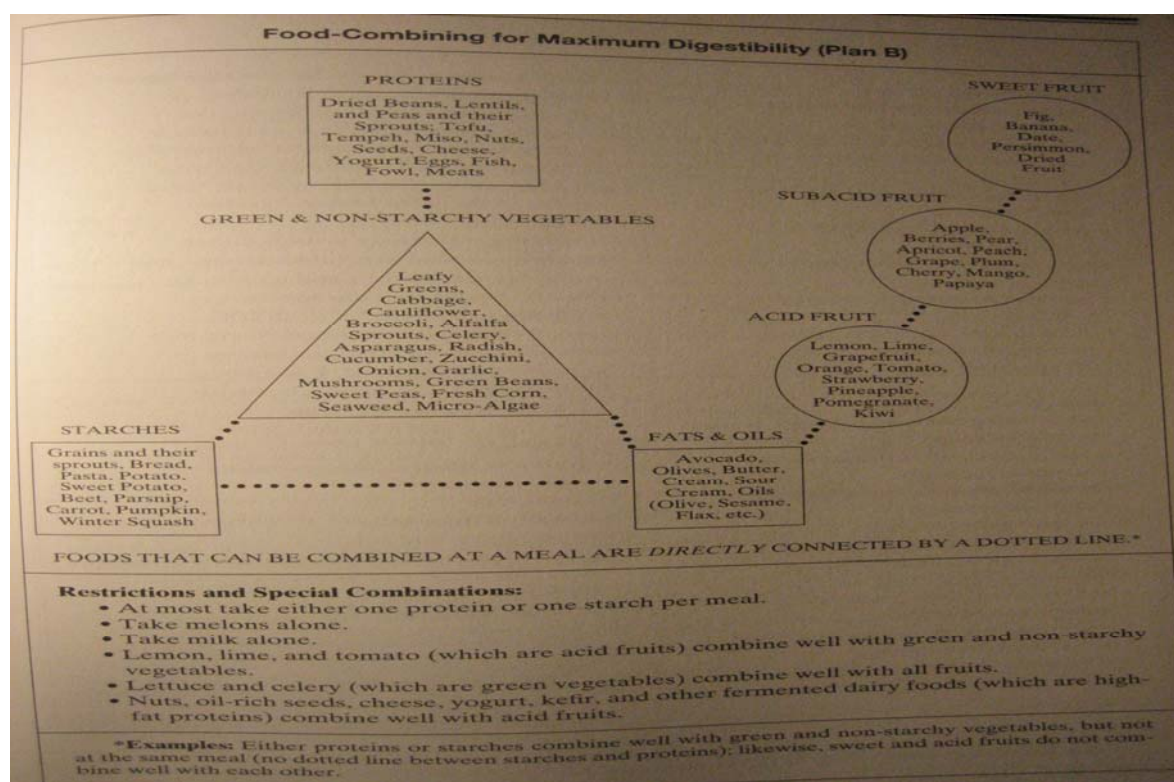 Food-Combining for Maximum Digestibility (Plan B)
PROTEINS
Dried Beans, Lentils,
and Peas and their
Sprouts; Tofu,
Tempeh, Miso, Nuts,
Seeds, Cheese,
Yogurt, Eggs, Fish,
Fowl, Meats
SWEET FRUIT
Fig,
Banana,
Date,
Persimmon,
Dried
Fruit
GREEN & NON-STARCHY VEGETABLES
Leafy
Greens,
Cabbage,
Cauliflower,
Broccoli, Alfalfa
Sprouts, Celery,
Asparagus, Radish,
Cucumber, Zucchini,
Onion, Garlic,
Mushrooms, Green Beans,
Sweet Peas, Fresh Corn,
Seaweed, Micro-Algae
SUBACID FRUIT
Apple,
Berries, Pear,
Apricot, Peach,
Grape, Plum,
Cherry, Mango,
Papaya
ACID FRUIT
Lemon, Lime,
Grapefruit,
Orange, Tomato,
Strawberry,
Pineapple,
Pomegranate,
Kiwi
STARCHES
Grains and their
sprouts, Bread,
Pasta, Potato,
Sweet Potato,
Beet, Parsnip,
Carrot, Pumpkin,
Winter Squash
FATS & OILS
Avocado,
Olives, Butter,
Cream, Sour
Cream, Oils
(Olive, Sesame,
Flax, etc.)
FOODS THAT CAN BE COMBINED AT A MEAL ARE DIRECTLY CONNECTED BY A DOTTED LINE.*
Restrictions and Special Combinations:
• At most take either one protein or one starch per meal.
• Take melons alone.
• Take milk alone.
• Lemon, lime, and tomato (which are acid fruits) combine well with green and non-starchy
vegetables.
• Lettuce and celery (which are green vegetables) combine well with all fruits.
• Nuts, oil-rich seeds, cheese, yogurt, kefir, and other fermented dairy foods (which are high-
fat proteins) combine well with acid fruits.
*Examples: Either proteins or starches combine well with green and non-starchy vegetables, but not
at the same meal (no dotted line between starches and proteins); likewise, sweet and acid fruits do not com-
bine well with each other.